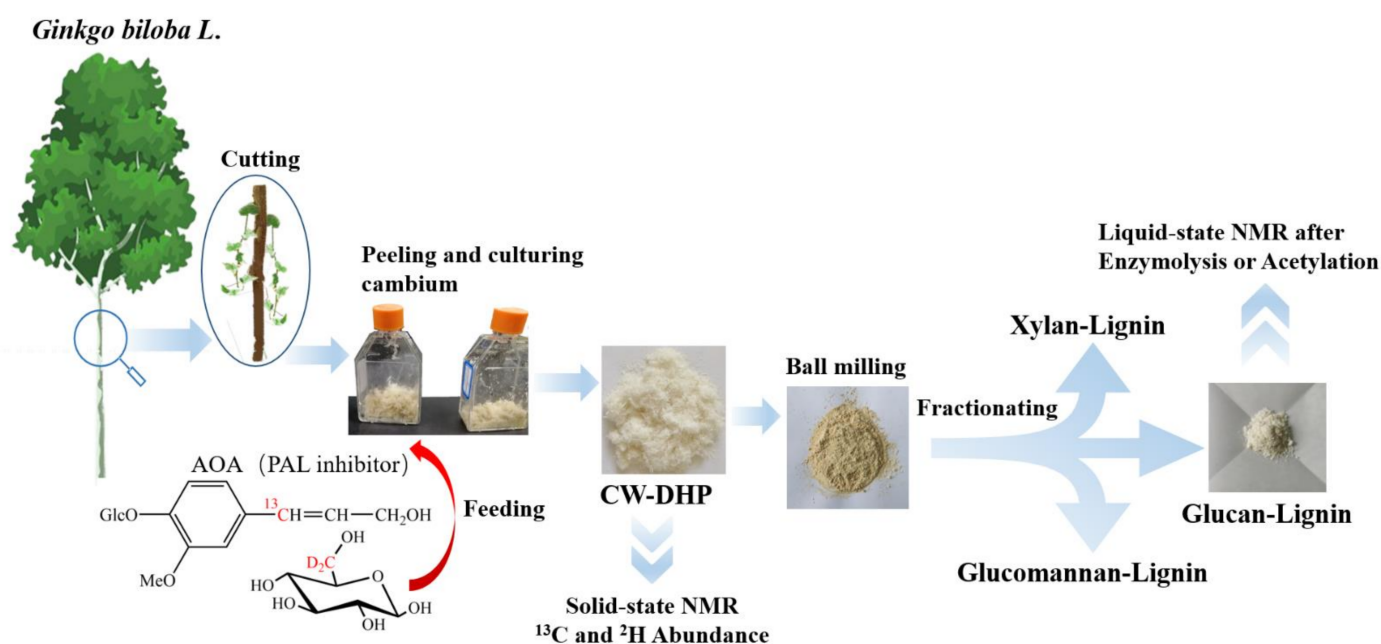 Ginkgo biloba L.
Cutting
Peeling and culturing
cambium
AOA (PAL inhibitor)
GlcO
¹³CH=CH—CH₂OH
MeO
Feeding
OH
D₂C
HO
HO
O
OH
OH
CW-DHP
Solid-state NMR
¹³C and ²H Abundance
Ball milling
Fractionating
Xylan-Lignin
Glucomannan-Lignin
Liquid-state NMR after
Enzymolysis or Acetylation
Glucan-Lignin